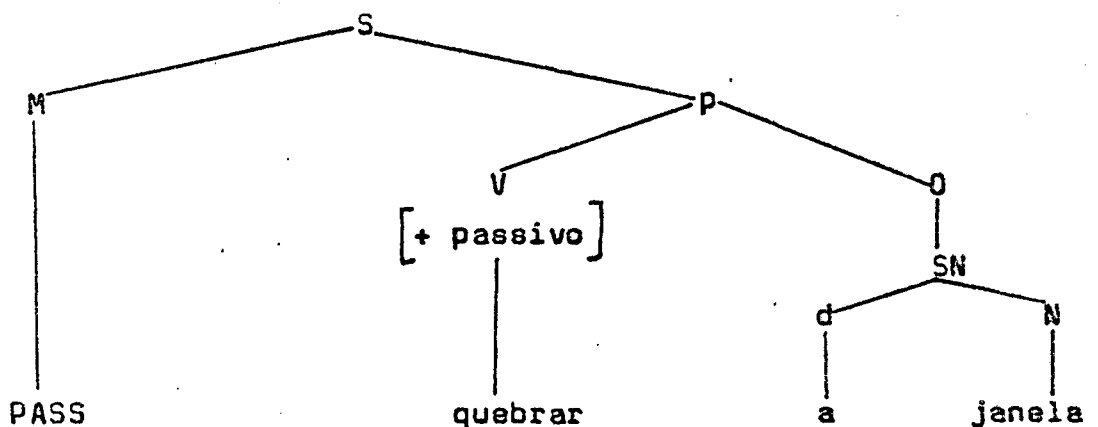 S
M P
V O
[+ passivo]
SN
d N
PASS quebrar a janela